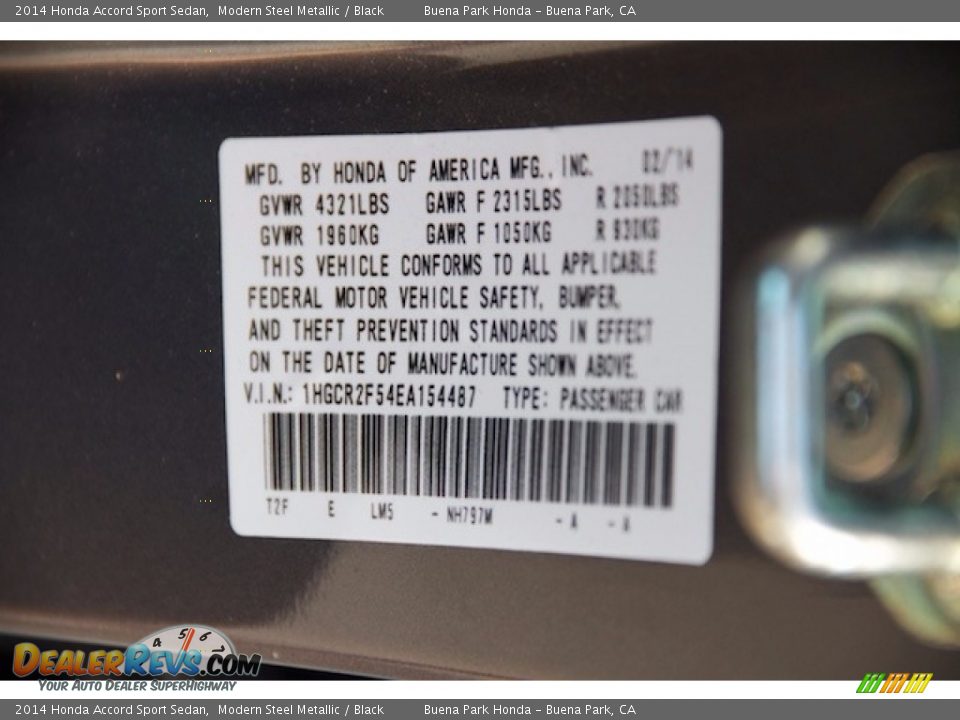 2014 Honda Accord Sport Sedan, Modern Steel Metallic / Black Buena Park Honda - Buena Park, CA
MFD. BY HONDA OF AMERICA MFG., INC. 02/'14
GVWR 4321LBS GAWR F 2315LBS R 2050LBS
GVWR 1960KG GAWR F 1050KG R 930KG
THIS VEHICLE CONFORMS TO ALL APPLICABLE
FEDERAL MOTOR VEHICLE SAFETY, BUMPER,
AND THEFT PREVENTION STANDARDS IN EFFECT
ON THE DATE OF MANUFACTURE SHOWN ABOVE.
V.I.N.: 1HGCR2F54EA154487 TYPE: PASSENGER CAR
T2F E LM5 - NH797M - A - A
4 5 6 7
DEALERREVS.COM
YOUR AUTO DEALER SUPERHIGHWAY
2014 Honda Accord Sport Sedan, Modern Steel Metallic / Black Buena Park Honda - Buena Park, CA